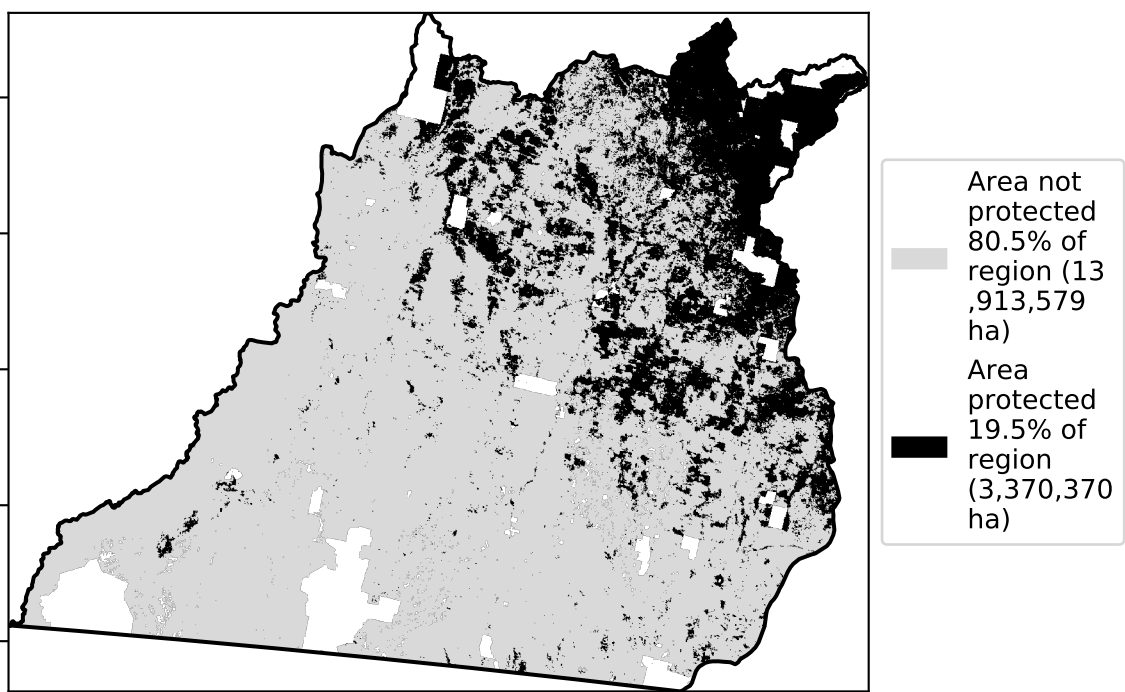 Area not
protected
80.5% of
region (13
,913,579
ha)
Area
protected
19.5% of
region
(3,370,370
ha)